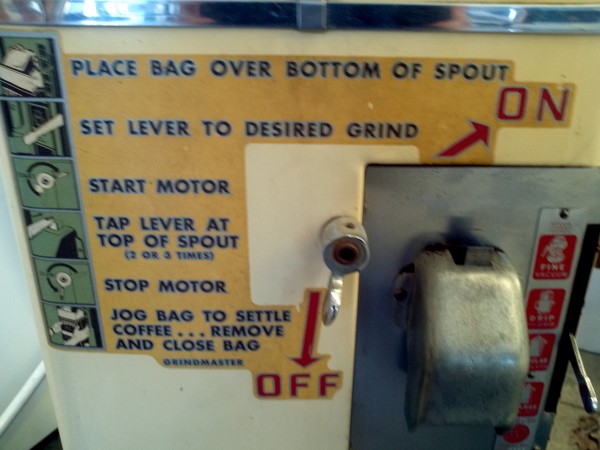 PLACE BAG OVER BOTTOM OF SPOUT
ON
SET LEVER TO DESIRED GRIND
START MOTOR
TAP LEVER AT
TOP OF SPOUT
(2 OR 3 TIMES)
STOP MOTOR
JOG BAG TO SETTLE
COFFEE...REMOVE
AND CLOSE BAG
GRINDMASTER
OFF
FINE
VACUUM
DRIP